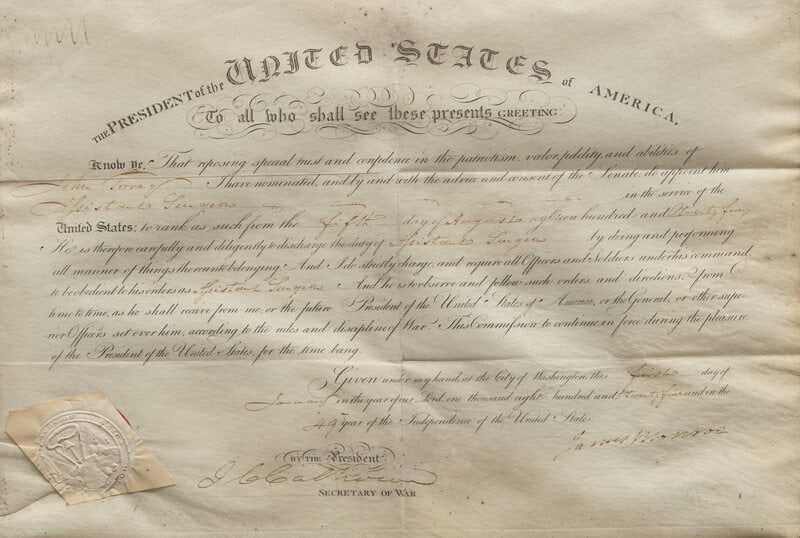 THE PRESIDENT of the UNITED STATES of AMERICA,
To all who shall see these presents GREETING:
Know Ye, That reposing special trust and confidence in the patriotism, valor, fidelity, and abilities of
John Torrey I have nominated, and by and with the advice and consent of the Senate, do appoint him
Assistant Surgeon in the service of the
United States; to rank as such from the fifth day of August eighteen hundred and twenty four
He is therefore carefully and diligently to discharge the duty of Assistant Surgeon by doing and performing
all manner of things thereunto belonging. And I do strictly charge, and require all Officers and Soldiers under his command,
to be obedient to his orders as Assistant Surgeon And he is to observe and follow such orders, and directions, from
time to time, as he shall receive from me, or the future President of the United States of America, or the General, or other supe-
rior Officers set over him, according to the rules and discipline of War. This Commission to continue in force during the pleasure
of the President of the United States, for the time being.
Given under my hand, at the City of Washington, this first day of
January in the year of our Lord, one thousand eight hundred and twenty five and in the
49th year of the Independence of the United States.
James Monroe
BY THE President
J C Calhoun
SECRETARY OF WAR